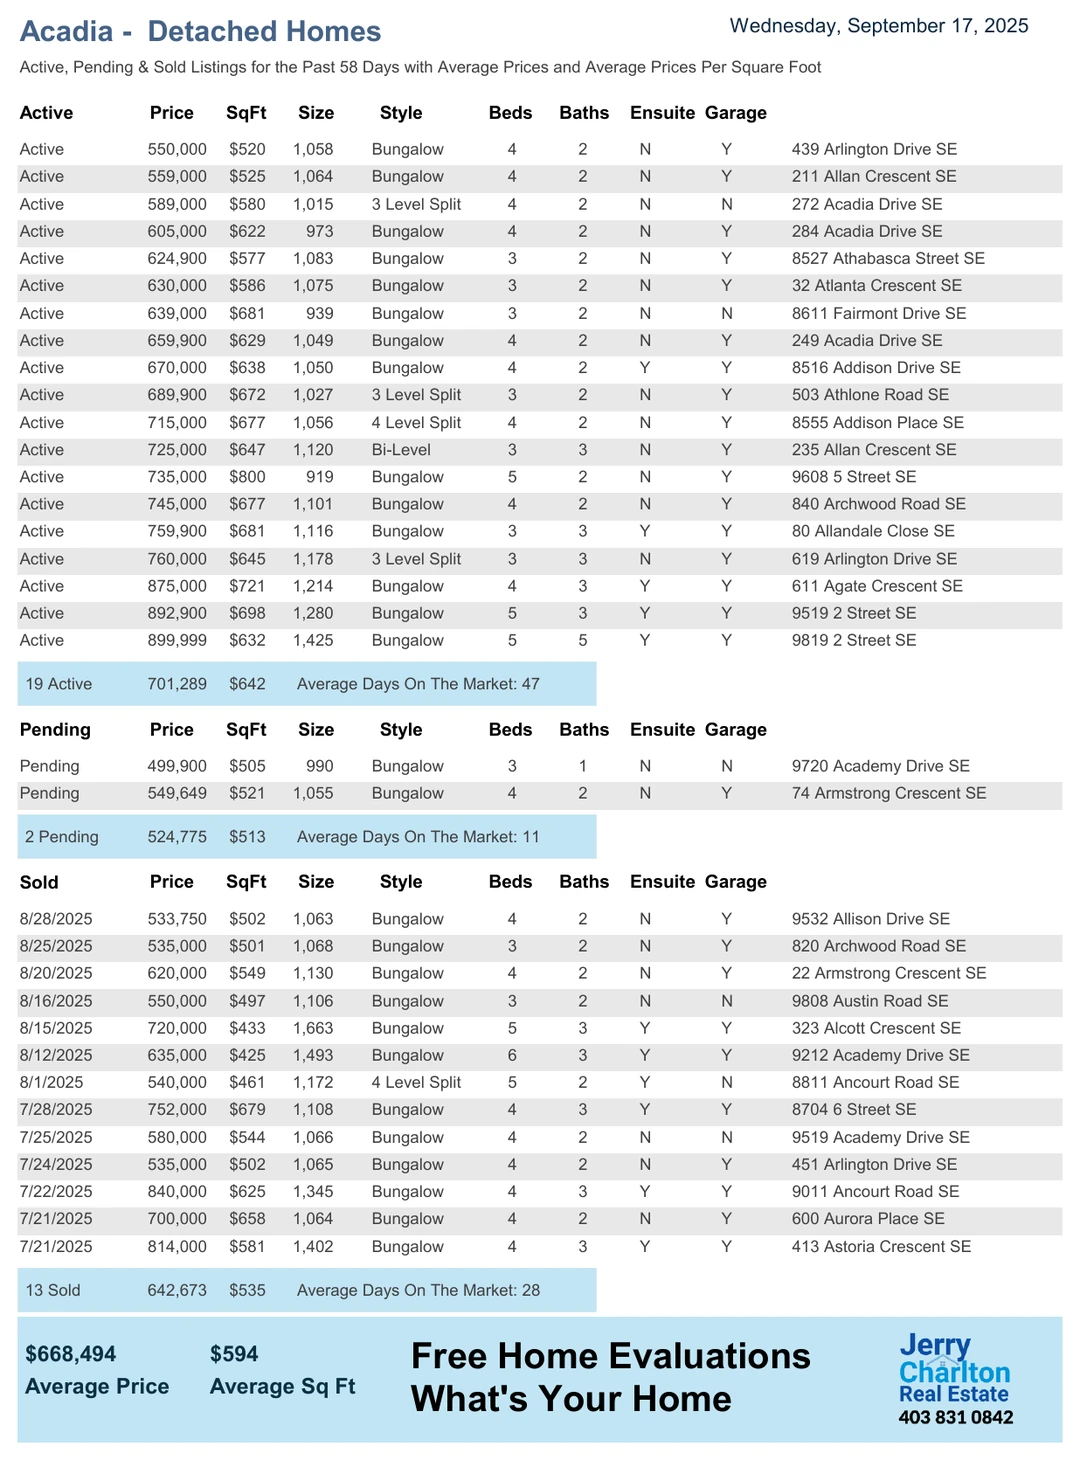 Acadia - Detached Homes
Wednesday, September 17, 2025
Active, Pending & Sold Listings for the Past 58 Days with Average Prices and Average Prices Per Square Foot
Active Price SqFt Size Style Beds Baths Ensuite Garage
Active 550,000 $520 1,058 Bungalow 4 2 N Y 439 Arlington Drive SE
Active 559,000 $525 1,064 Bungalow 4 2 N Y 211 Allan Crescent SE
Active 589,000 $580 1,015 3 Level Split 4 2 N N 272 Acadia Drive SE
Active 605,000 $622 973 Bungalow 4 2 N Y 284 Acadia Drive SE
Active 624,900 $577 1,083 Bungalow 3 2 N Y 8527 Athabasca Street SE
Active 630,000 $586 1,075 Bungalow 3 2 N Y 32 Atlanta Crescent SE
Active 639,000 $681 939 Bungalow 3 2 N N 8611 Fairmont Drive SE
Active 659,900 $629 1,049 Bungalow 4 2 N Y 249 Acadia Drive SE
Active 670,000 $638 1,050 Bungalow 4 2 Y Y 8516 Addison Drive SE
Active 689,900 $672 1,027 3 Level Split 3 2 N Y 503 Athlone Road SE
Active 715,000 $677 1,056 4 Level Split 4 2 N Y 8555 Addison Place SE
Active 725,000 $647 1,120 Bi-Level 3 3 N Y 235 Allan Crescent SE
Active 735,000 $800 919 Bungalow 5 2 N Y 9608 5 Street SE
Active 745,000 $677 1,101 Bungalow 4 2 N Y 840 Archwood Road SE
Active 759,900 $681 1,116 Bungalow 3 3 Y Y 80 Allandale Close SE
Active 760,000 $645 1,178 3 Level Split 3 3 N Y 619 Arlington Drive SE
Active 875,000 $721 1,214 Bungalow 4 3 Y Y 611 Agate Crescent SE
Active 892,900 $698 1,280 Bungalow 5 3 Y Y 9519 2 Street SE
Active 899,999 $632 1,425 Bungalow 5 5 Y Y 9819 2 Street SE
19 Active 701,289 $642 Average Days On The Market: 47
Pending Price SqFt Size Style Beds Baths Ensuite Garage
Pending 499,900 $505 990 Bungalow 3 1 N N 9720 Academy Drive SE
Pending 549,649 $521 1,055 Bungalow 4 2 N Y 74 Armstrong Crescent SE
2 Pending 524,775 $513 Average Days On The Market: 11
Sold Price SqFt Size Style Beds Baths Ensuite Garage
8/28/2025 533,750 $502 1,063 Bungalow 4 2 N Y 9532 Allison Drive SE
8/25/2025 535,000 $501 1,068 Bungalow 3 2 N Y 820 Archwood Road SE
8/20/2025 620,000 $549 1,130 Bungalow 4 2 N Y 22 Armstrong Crescent SE
8/16/2025 550,000 $497 1,106 Bungalow 3 2 N N 9808 Austin Road SE
8/15/2025 720,000 $433 1,663 Bungalow 5 3 Y Y 323 Alcott Crescent SE
8/12/2025 635,000 $425 1,493 Bungalow 6 3 Y Y 9212 Academy Drive SE
8/1/2025 540,000 $461 1,172 4 Level Split 5 2 Y N 8811 Ancourt Road SE
7/28/2025 752,000 $679 1,108 Bungalow 4 3 Y Y 8704 6 Street SE
7/25/2025 580,000 $544 1,066 Bungalow 4 2 N N 9519 Academy Drive SE
7/24/2025 535,000 $502 1,065 Bungalow 4 2 N Y 451 Arlington Drive SE
7/22/2025 840,000 $625 1,345 Bungalow 4 3 Y Y 9011 Ancourt Road SE
7/21/2025 700,000 $658 1,064 Bungalow 4 2 N Y 600 Aurora Place SE
7/21/2025 814,000 $581 1,402 Bungalow 4 3 Y Y 413 Astoria Crescent SE
13 Sold 642,673 $535 Average Days On The Market: 28
$668,494 $594
Average Price Average Sq Ft
Free Home Evaluations
What's Your Home
Jerry
Charlton
Real Estate
403 831 0842